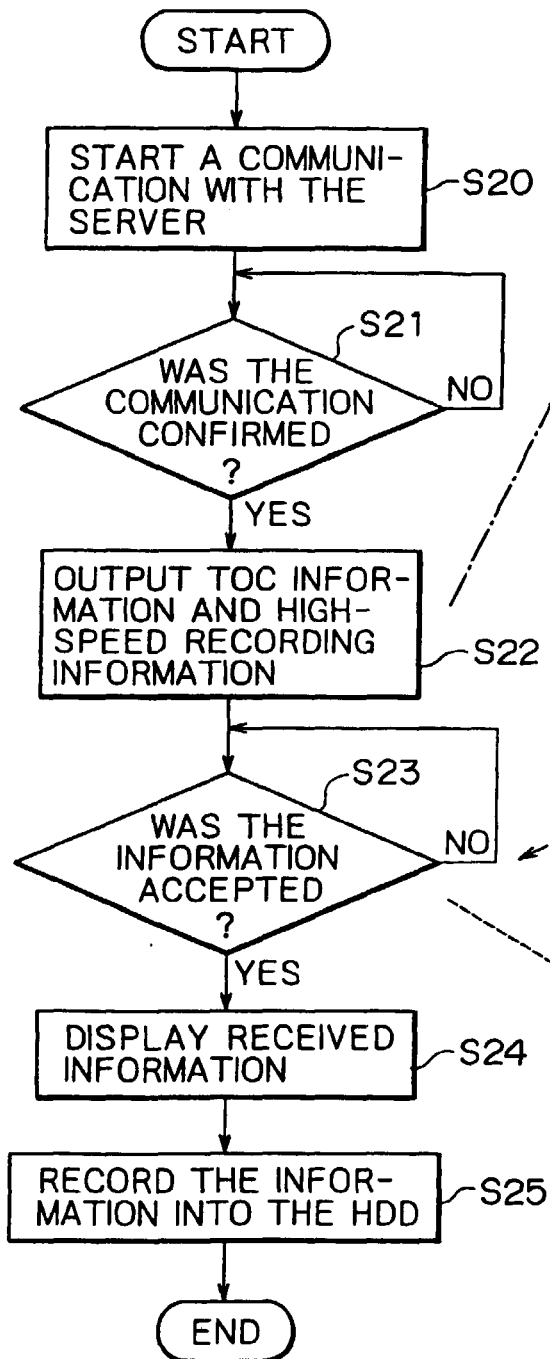 START
START A COMMUNI-
CATION WITH THE
SERVER
S20
S21
WAS THE
COMMUNICATION
CONFIRMED
?
NO
YES
OUTPUT TOC INFOR-
MATION AND HIGH-
SPEED RECORDING
INFORMATION
S22
S23
WAS THE
INFORMATION
ACCEPTED
?
NO
YES
DISPLAY RECEIVED
INFORMATION
S24
RECORD THE INFOR-
MATION INTO THE HDD
S25
END